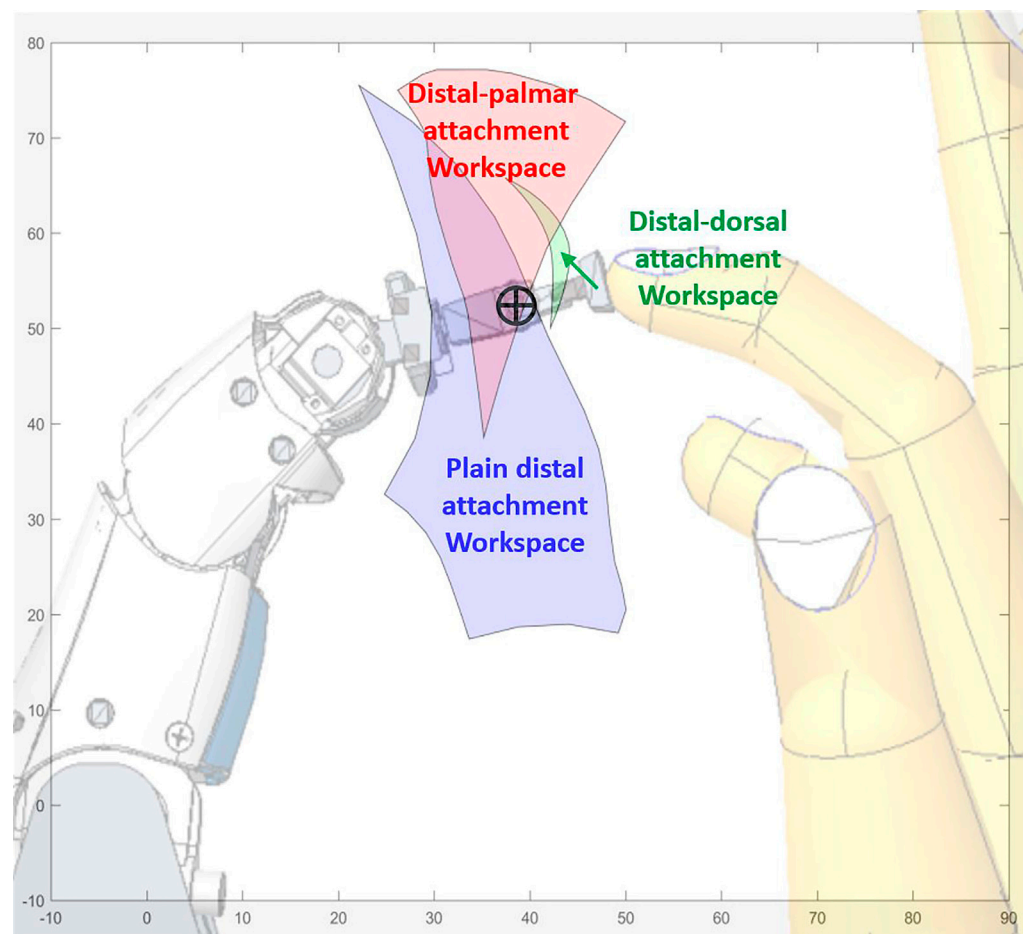 80
70
60
50
40
30
20
10
0
-10
-10 0 10 20 30 40 50 60 70 80 90
Distal-palmar
attachment
Workspace
Distal-dorsal
attachment
Workspace
Plain distal
attachment
Workspace